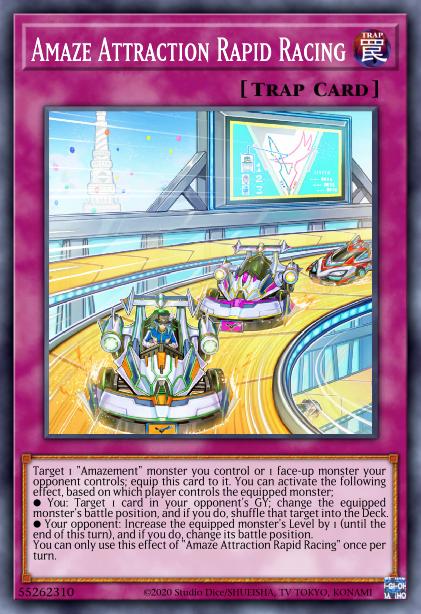 AMAZE ATTRACTION RAPID RACING
TRAP
罠
[TRAP CARD]
1
2
3
Target 1 "Amazement" monster you control or 1 face-up monster your
opponent controls; equip this card to it. You can activate the following
effect, based on which player controls the equipped monster;
● You: Target 1 card in your opponent's GY; change the equipped
monster's battle position, and if you do, shuffle that target into the Deck.
● Your opponent: Increase the equipped monster's Level by 1 (until the
end of this turn), and if you do, change its battle position.
You can only use this effect of "Amaze Attraction Rapid Racing" once per
turn.
55262310
©2020 Studio Dice/SHUEISHA, TV TOKYO, KONAMI